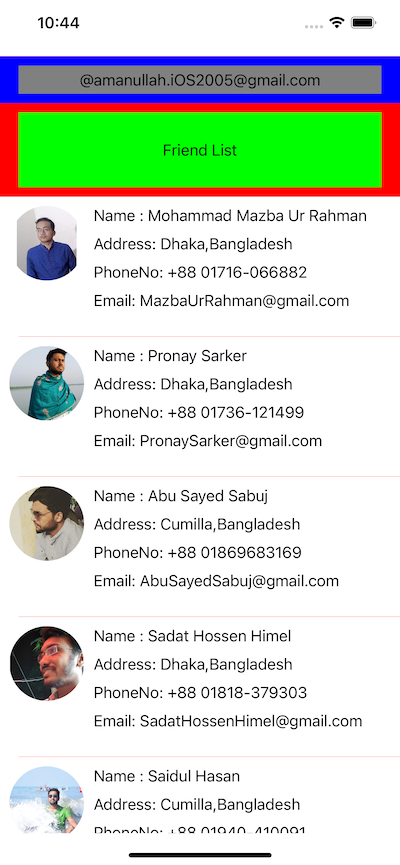 10:44
@amanullah.iOS2005@gmail.com
Friend List
Name : Mohammad Mazba Ur Rahman
Address: Dhaka,Bangladesh
PhoneNo: +88 01716-066882
Email: MazbaUrRahman@gmail.com
Name : Pronay Sarker
Address: Dhaka,Bangladesh
PhoneNo: +88 01736-121499
Email: PronaySarker@gmail.com
Name : Abu Sayed Sabuj
Address: Cumilla,Bangladesh
PhoneNo: +88 01869683169
Email: AbuSayedSabuj@gmail.com
Name : Sadat Hossen Himel
Address: Dhaka,Bangladesh
PhoneNo: +88 01818-379303
Email: SadatHossenHimel@gmail.com
Name : Saidul Hasan
Address: Cumilla,Bangladesh
PhoneNo: +88 01940-410091